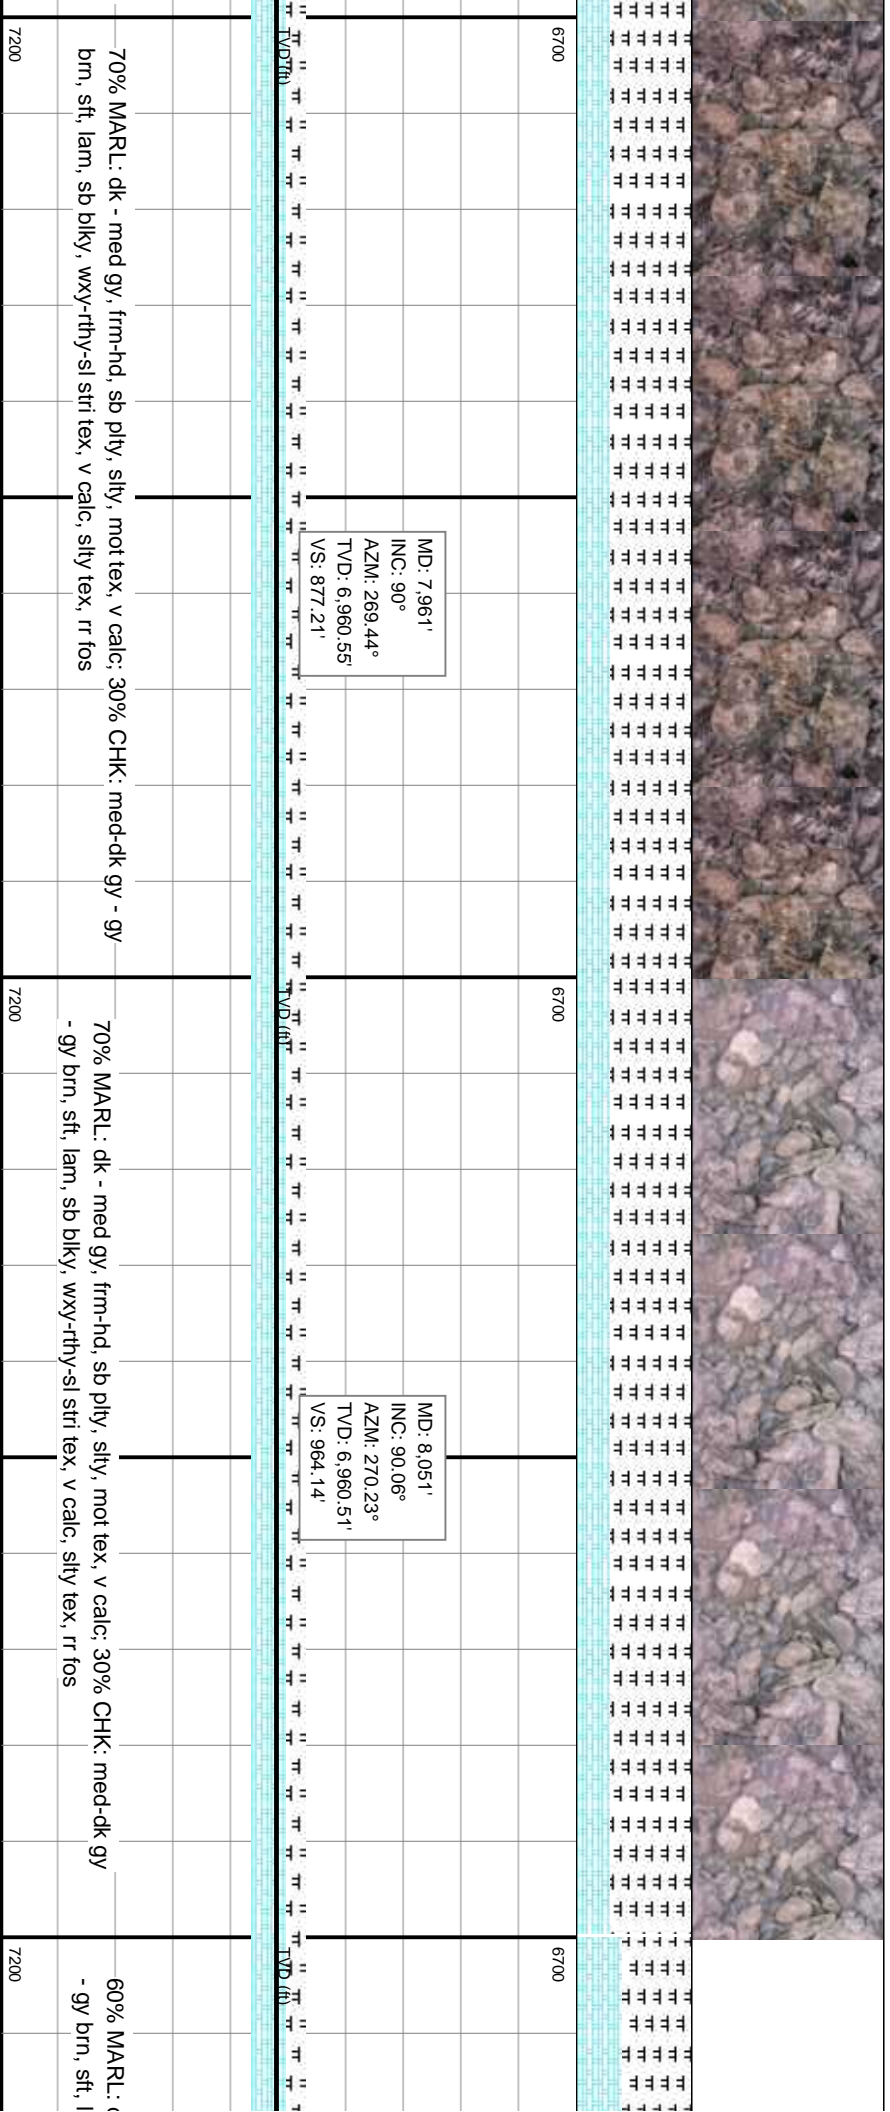 6700
TVD (ft)
7200
70% MARL: dk - med gy, frm-hd, sb plty, slty, mot tex, v calc; 30% CHK: med-dk gy - gy
brn, sft, lam, sb blky, wxy-rthy-sl stri tex, v calc, slty tex, rr fos
MD: 7,961'
INC: 90°
AZM: 269.44°
TVD: 6,960.55'
VS: 877.21'
6700
TVD (ft)
7200
70% MARL: dk - med gy, frm-hd, sb plty, slty, mot tex, v calc; 30% CHK: med-dk gy
- gy brn, sft, lam, sb blky, wxy-rthy-sl stri tex, v calc, slty tex, rr fos
MD: 8,051'
INC: 90.06°
AZM: 270.23°
TVD: 6,960.51'
VS: 964.14'
6700
TVD (ft)
7200
60% MARL:
- gy brn, sft,